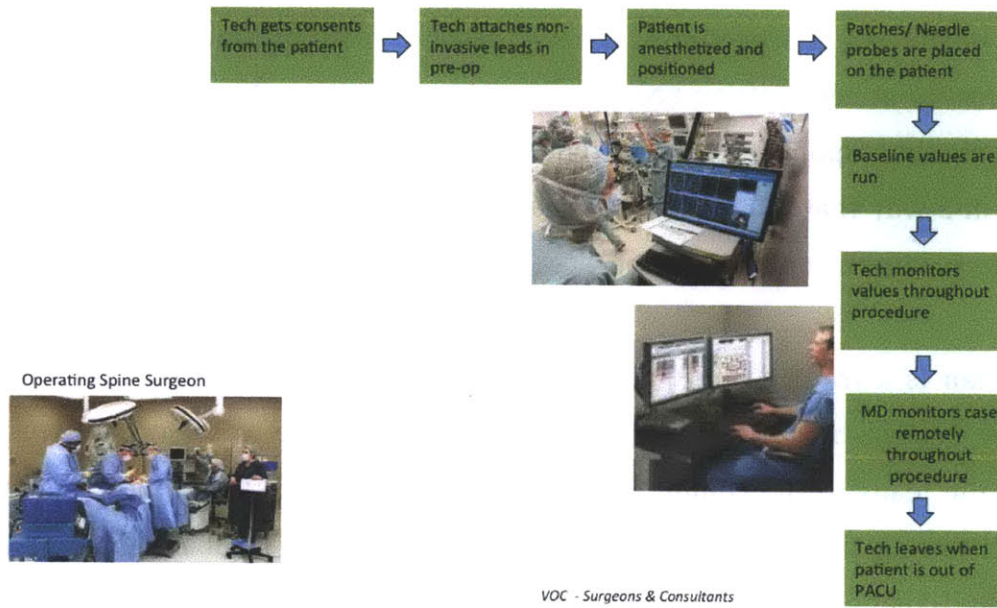 Tech gets consents
from the patient
Tech attaches non-
invasive leads in
pre-op
Patient is
anesthetized and
positioned
Patches/ Needle
probes are placed
on the patient
Baseline values are
run
Tech monitors
values throughout
procedure
MD monitors case
remotely
throughout
procedure
Tech leaves when
patient is out of
PACU
Operating Spine Surgeon
VOC - Surgeons & Consultants